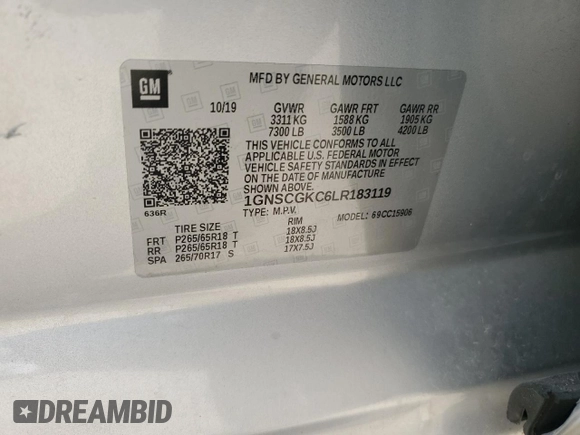 GM
MFD BY GENERAL MOTORS LLC
10/19 GVWR GAWR FRT GAWR RR
3311 KG 1588 KG 1905 KG
7300 LB 3500 LB 4200 LB
THIS VEHICLE CONFORMS TO ALL
APPLICABLE U.S. FEDERAL MOTOR
VEHICLE SAFETY STANDARDS IN EFFECT
ON THE DATE OF MANUFACTURE
SHOWN ABOVE.
1GNSCGKC6LR183119
636R TYPE: M.P.V. MODEL: 69CC15906
TIRE SIZE RIM
FRT P265/65R18 T 18X8.5J
RR P265/65R18 T 18X8.5J
SPA 265/70R17 S 17X7.5J
DREAMBID